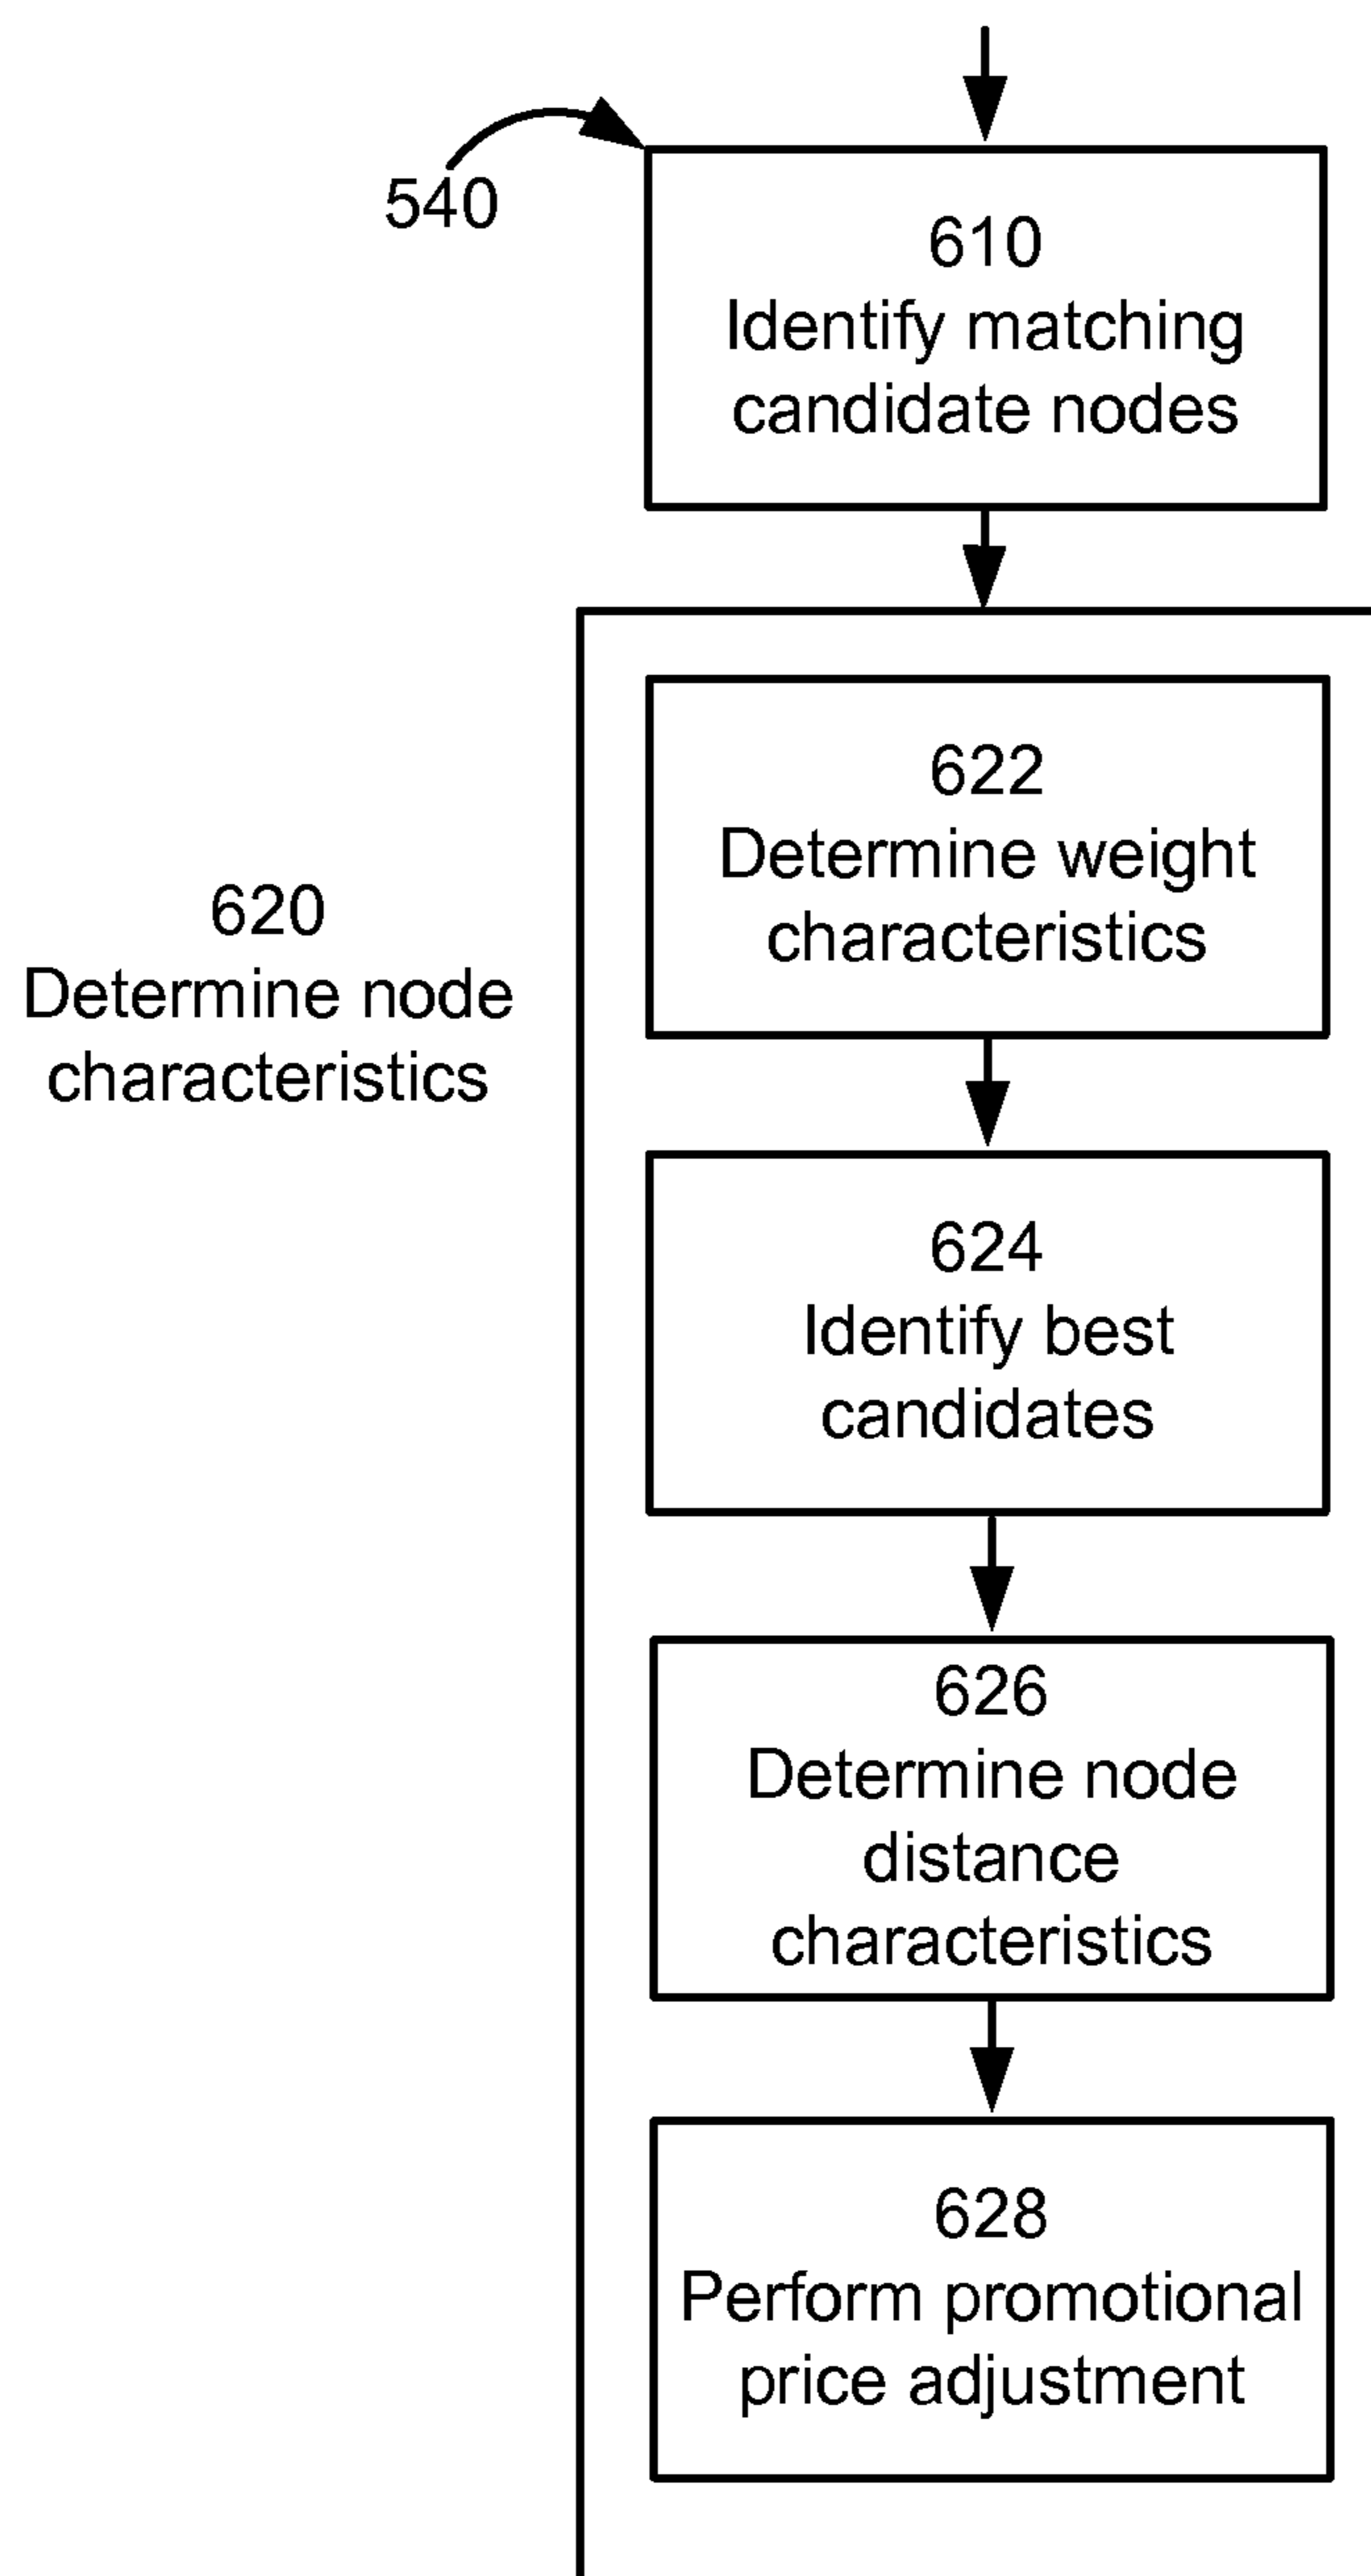 540
610
Identify matching
candidate nodes
620
Determine node
characteristics
622
Determine weight
characteristics
624
Identify best
candidates
626
Determine node
distance
characteristics
628
Perform promotional
price adjustment